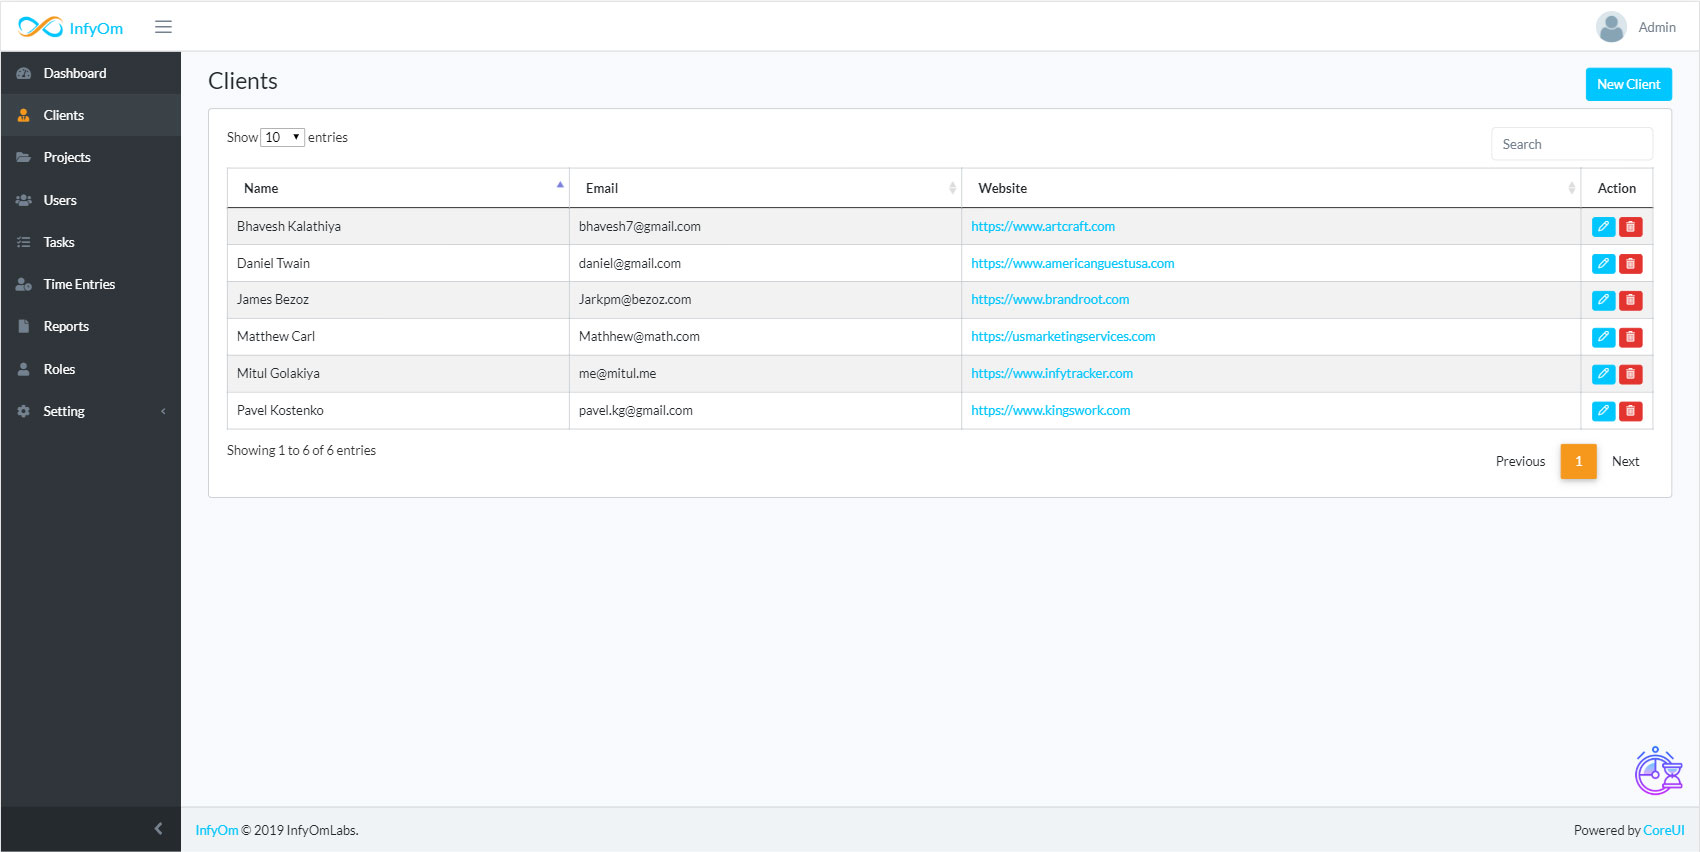 InfyOm
Admin
Dashboard
Clients
Projects
Users
Tasks
Time Entries
Reports
Roles
Setting
Clients
New Client
Show 10 entries
Search
Name Email Website Action
Bhavesh Kalathiya bhavesh7@gmail.com https://www.artcraft.com
Daniel Twain daniel@gmail.com https://www.americanguestusa.com
James Bezoz Jarkpm@bezoz.com https://www.brandroot.com
Matthew Carl Mathhew@math.com https://usmarketingservices.com
Mitul Golakiya me@mitul.me https://www.infytracker.com
Pavel Kostenko pavel.kg@gmail.com https://www.kingswork.com
Showing 1 to 6 of 6 entries
Previous 1 Next
InfyOm © 2019 InfyOmLabs.
Powered by CoreUI